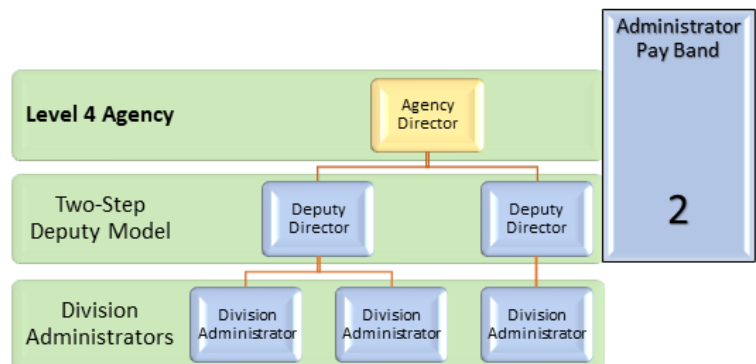 Administrator
Pay Band
Level 4 Agency
Agency
Director
Two-Step
Deputy Model
Deputy
Director
Deputy
Director
2
Division
Administrators
Division
Administrator
Division
Administrator
Division
Administrator